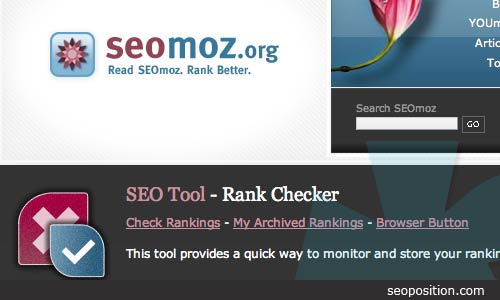 seomoz.org
Read SEOmoz. Rank Better.
YOUm
Artic
To
Search SEOmoz
GO
SEO Tool - Rank Checker
Check Rankings - My Archived Rankings - Browser Button
This tool provides a quick way to monitor and store your rankin
seoposition.com